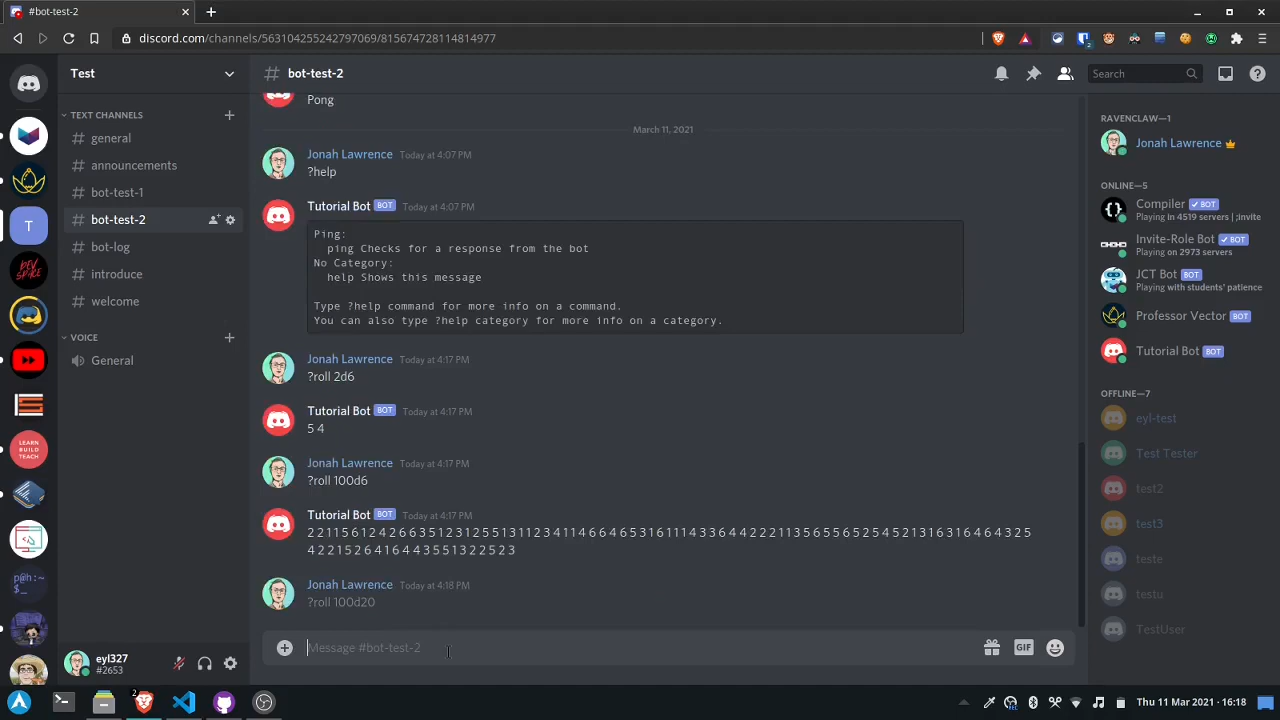 #bot-test-2
discord.com/channels/563104255242797069/815674728114814977
2
Test
TEXT CHANNELS
general
announcements
bot-test-1
bot-test-2
bot-log
introduce
welcome
VOICE
General
eyl327
#2653
T
DEV
SPACE
LEARN
BUILD
TEACH
p@h:~
$_
# bot-test-2
Search
Pong
March 11, 2021
Jonah Lawrence Today at 4:07 PM
?help
Tutorial Bot BOT Today at 4:07 PM
Ping:
ping Checks for a response from the bot
No Category:
help Shows this message
Type ?help command for more info on a command.
You can also type ?help category for more info on a category.
Jonah Lawrence Today at 4:17 PM
?roll 2d6
Tutorial Bot BOT Today at 4:17 PM
5 4
Jonah Lawrence Today at 4:17 PM
?roll 100d6
Tutorial Bot BOT Today at 4:17 PM
2 2 1 1 5 6 1 2 4 2 6 6 3 5 1 2 3 1 2 5 5 1 3 1 1 2 3 4 1 1 4 6 6 4 6 5 3 1 6 1 1 1 4 3 3 6 4 4 2 2 2 1 1 3 5 6 5 5 6 5 2 5 4 5 2 1 3 1 6 3 1 6 4 6 4 3 2 5
4 2 2 1 5 2 6 4 1 6 4 4 3 5 5 1 3 2 2 5 2 3
Jonah Lawrence Today at 4:18 PM
?roll 100d20
Message #bot-test-2
GIF
RAVENCLAW—1
Jonah Lawrence
ONLINE—5
Compiler BOT
Playing in 4519 servers | ;invite
Invite-Role Bot BOT
Playing on 2973 servers
JCT Bot BOT
Playing with students' patience
Professor Vector BOT
Tutorial Bot BOT
OFFLINE—7
eyl-test
Test Tester
test2
test3
teste
testu
TestUser
2
REC
Thu 11 Mar 2021 • 16:18